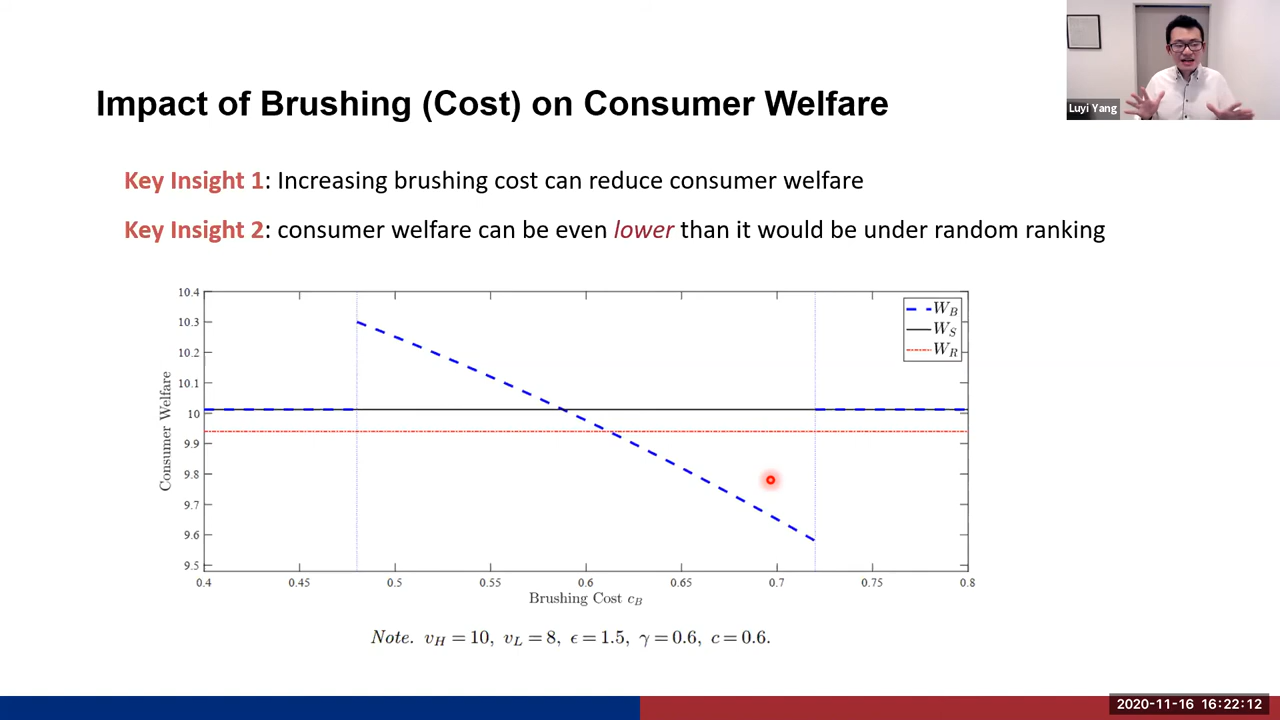 Luyi Yang
Impact of Brushing (Cost) on Consumer Welfare
Key Insight 1: Increasing brushing cost can reduce consumer welfare
Key Insight 2: consumer welfare can be even lower than it would be under random ranking
10.4
10.3
10.2
10.1
10
9.9
9.8
9.7
9.6
9.5
Consumer Welfare
W_B
W_S
W_R
0.4 0.45 0.5 0.55 0.6 0.65 0.7 0.75 0.8
Brushing Cost c_B
Note. v_H = 10, v_L = 8, ϵ = 1.5, γ = 0.6, c = 0.6.
2020-11-16 16:22:12